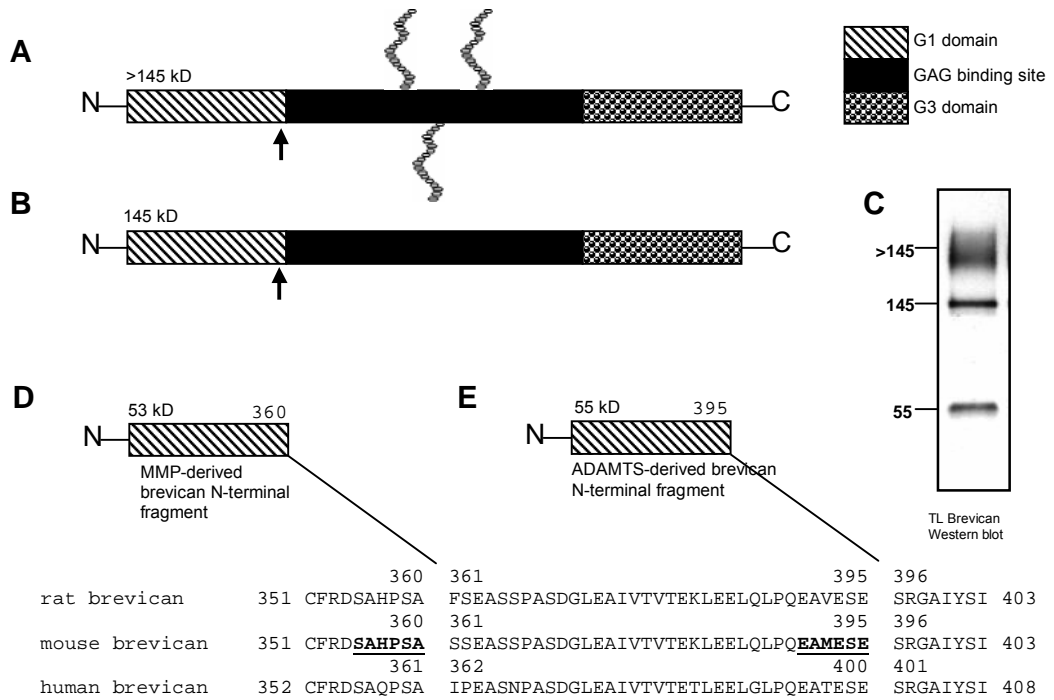 A
>145 kD
N
C
G1 domain
GAG binding site
G3 domain
B
145 kD
N
C
C
>145
145
55
TL Brevican
Western blot
D
53 kD 360
N
MMP-derived
brevican N-terminal
fragment
E
55 kD 395
N
ADAMTS-derived brevican
N-terminal fragment
360 361 395 396
rat brevican 351 CFRDSAHPSA FSEASSPASDGLEAIVTVTEKLEELQLPQEAVESE SRGAIYSI 403
360 361 395 396
mouse brevican 351 CFRDSAHPSA SSEASSPASDGLEAIVTVTEKLEELQLPQEAMESE SRGAIYSI 403
361 362 400 401
human brevican 352 CFRDSAQPSA IPEASNPASDGLEAIVTVTETLEELQLPQEATESE SRGAIYSI 408